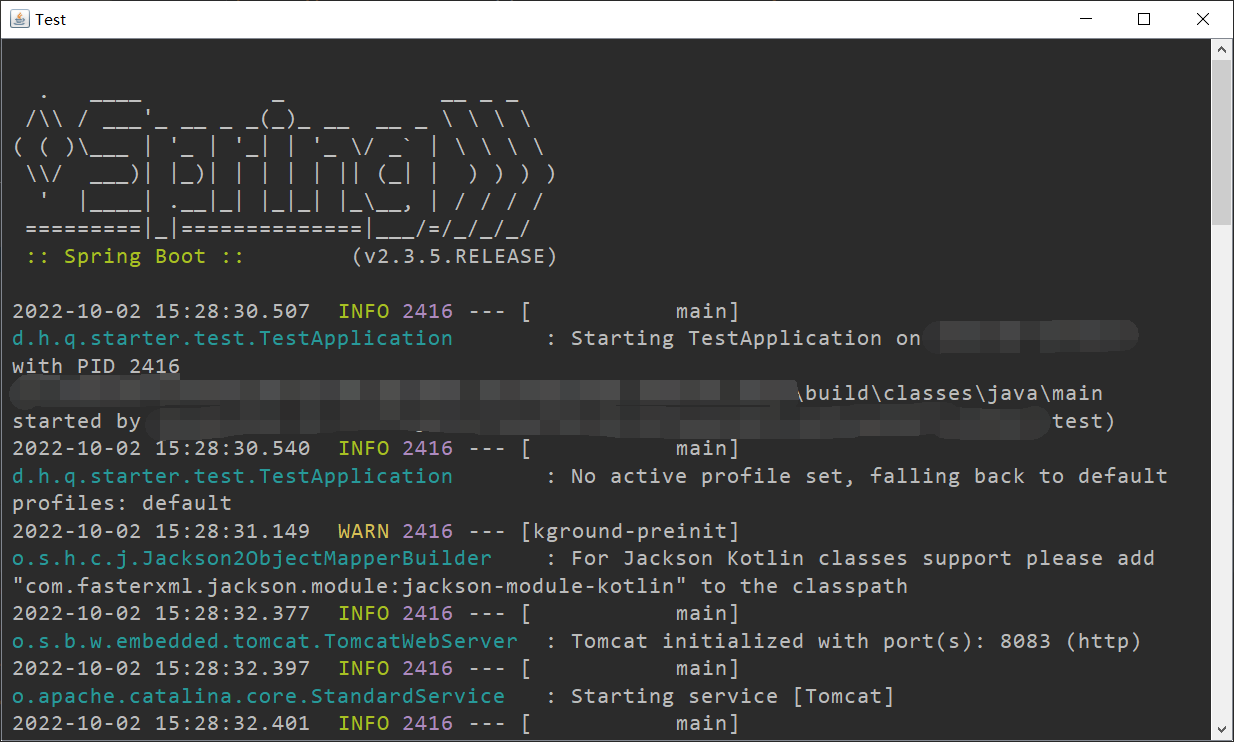 Test
  .   ____          _            __ _ _
 /\\ / ___'_ __ _ _(_)_ __  __ _ \ \ \ \
( ( )\___ | '_ | '_| | '_ \/ _` | \ \ \ \
 \\/  ___)| |_)| | | | | || (_| |  ) ) ) )
  '  |____| .__|_| |_|_| |_\__, | / / / /
 =========|_|==============|___/=/_/_/_/
 :: Spring Boot ::        (v2.3.5.RELEASE)
2022-10-02 15:28:30.507  INFO 2416 --- [           main]
d.h.q.starter.test.TestApplication       : Starting TestApplication on
with PID 2416
\build\classes\java\main
started by test)
2022-10-02 15:28:30.540  INFO 2416 --- [           main]
d.h.q.starter.test.TestApplication       : No active profile set, falling back to default
profiles: default
2022-10-02 15:28:31.149  WARN 2416 --- [kground-preinit]
o.s.h.c.j.Jackson2ObjectMapperBuilder    : For Jackson Kotlin classes support please add
"com.fasterxml.jackson.module:jackson-module-kotlin" to the classpath
2022-10-02 15:28:32.377  INFO 2416 --- [           main]
o.s.b.w.embedded.tomcat.TomcatWebServer  : Tomcat initialized with port(s): 8083 (http)
2022-10-02 15:28:32.397  INFO 2416 --- [           main]
o.apache.catalina.core.StandardService   : Starting service [Tomcat]
2022-10-02 15:28:32.401  INFO 2416 --- [           main]